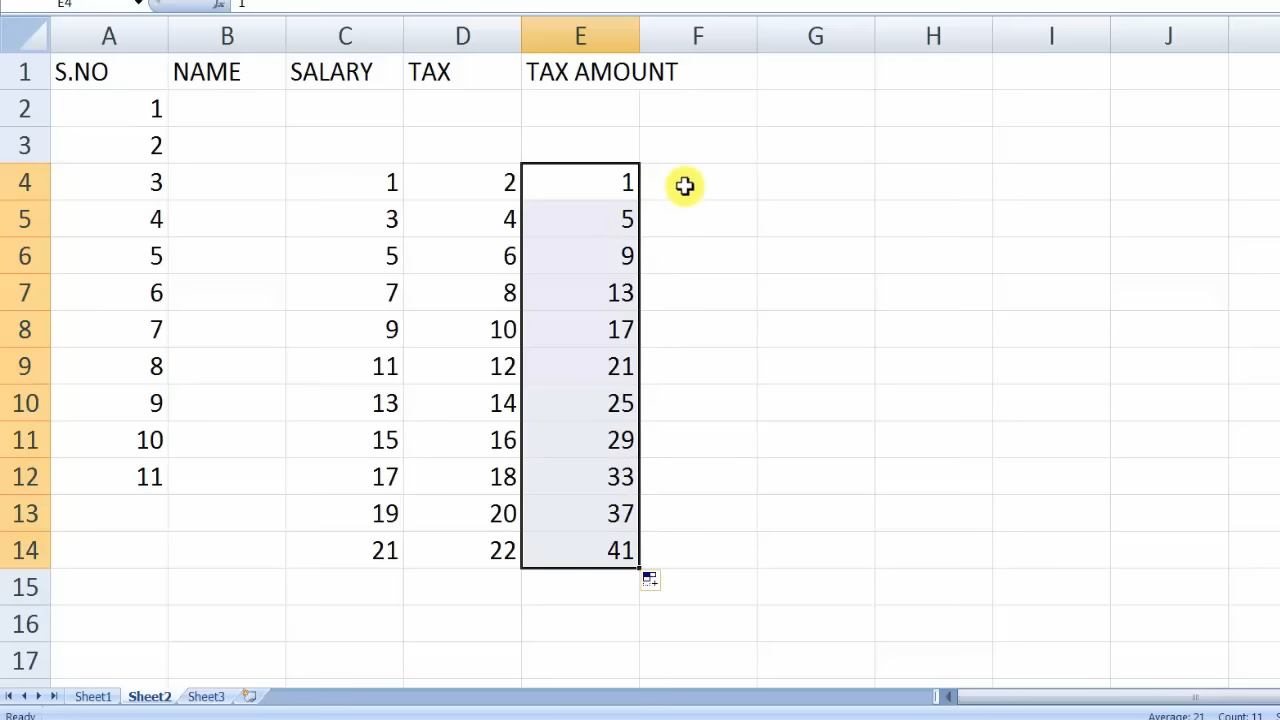 E4 fx 1
A B C D E F G H I J
1 S.NO NAME SALARY TAX TAX AMOUNT
2 1
3 2
4 3 1 2 1
5 4 3 4 5
6 5 5 6 9
7 6 7 8 13
8 7 9 10 17
9 8 11 12 21
10 9 13 14 25
11 10 15 16 29
12 11 17 18 33
13 19 20 37
14 21 22 41
15
16
17
Sheet1 Sheet2 Sheet3
Ready Average: 21 Count: 11